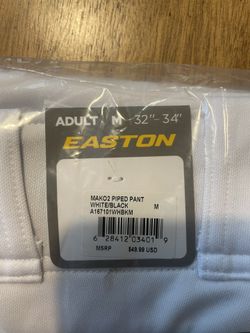 ADULT M 32"-34"
EASTON
MAKO2 PIPED PANT
WHITE/BLACK M
A167101WHBKM
6 28412 03401 9
MSRP $49.99 USD